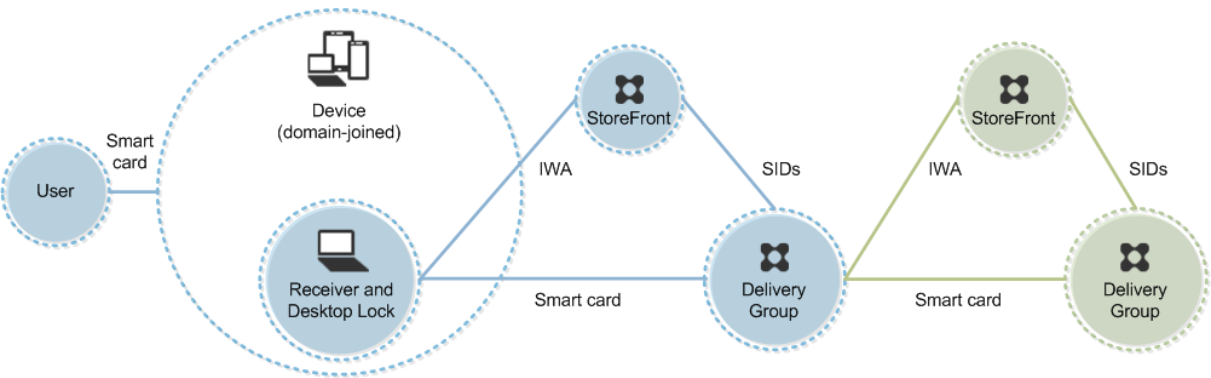 User
Smart
card
Device
(domain-joined)
Receiver and
Desktop Lock
IWA
StoreFront
SIDs
Smart card
Delivery
Group
IWA
StoreFront
SIDs
Smart card
Delivery
Group